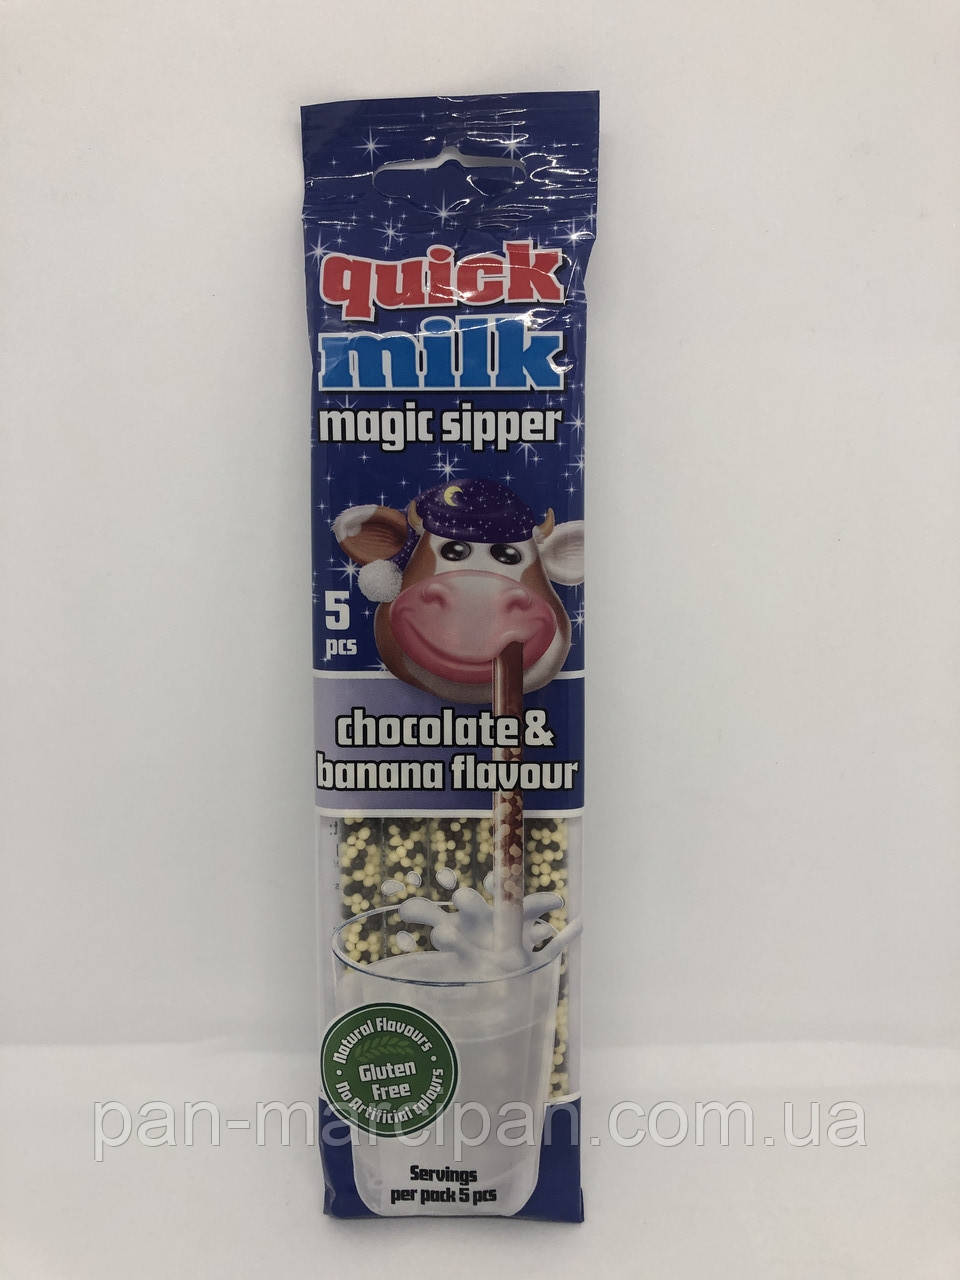 quick
milk
magic sipper
5
pcs
chocolate &
banana flavour
Natural Flavours
Gluten
Free
No Artificial colours
pan-marcipan.com.ua
Servings
per pack 5 pcs